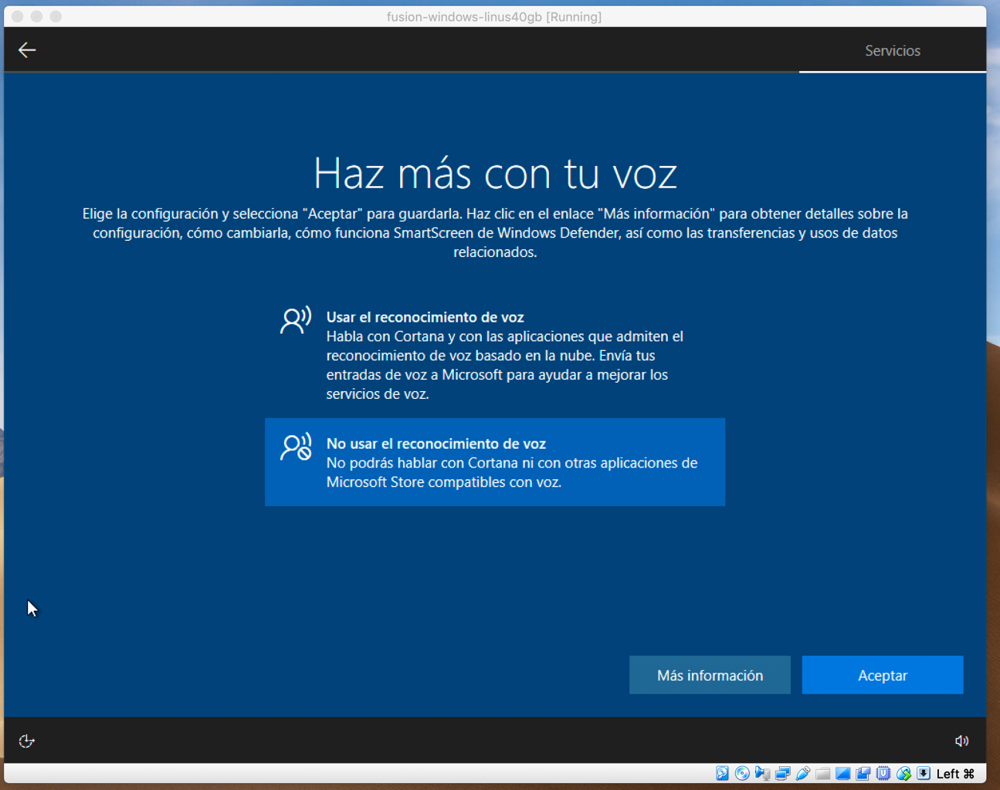 fusion-windows-linus40gb [Running]
Servicios
Haz más con tu voz
Elige la configuración y selecciona "Aceptar" para guardarla. Haz clic en el enlace "Más información" para obtener detalles sobre la
configuración, cómo cambiarla, cómo funciona SmartScreen de Windows Defender, así como las transferencias y usos de datos
relacionados.
Usar el reconocimiento de voz
Habla con Cortana y con las aplicaciones que admiten el
reconocimiento de voz basado en la nube. Envía tus
entradas de voz a Microsoft para ayudar a mejorar los
servicios de voz.
No usar el reconocimiento de voz
No podrás hablar con Cortana ni con otras aplicaciones de
Microsoft Store compatibles con voz.
Más información
Aceptar
Left ⌘